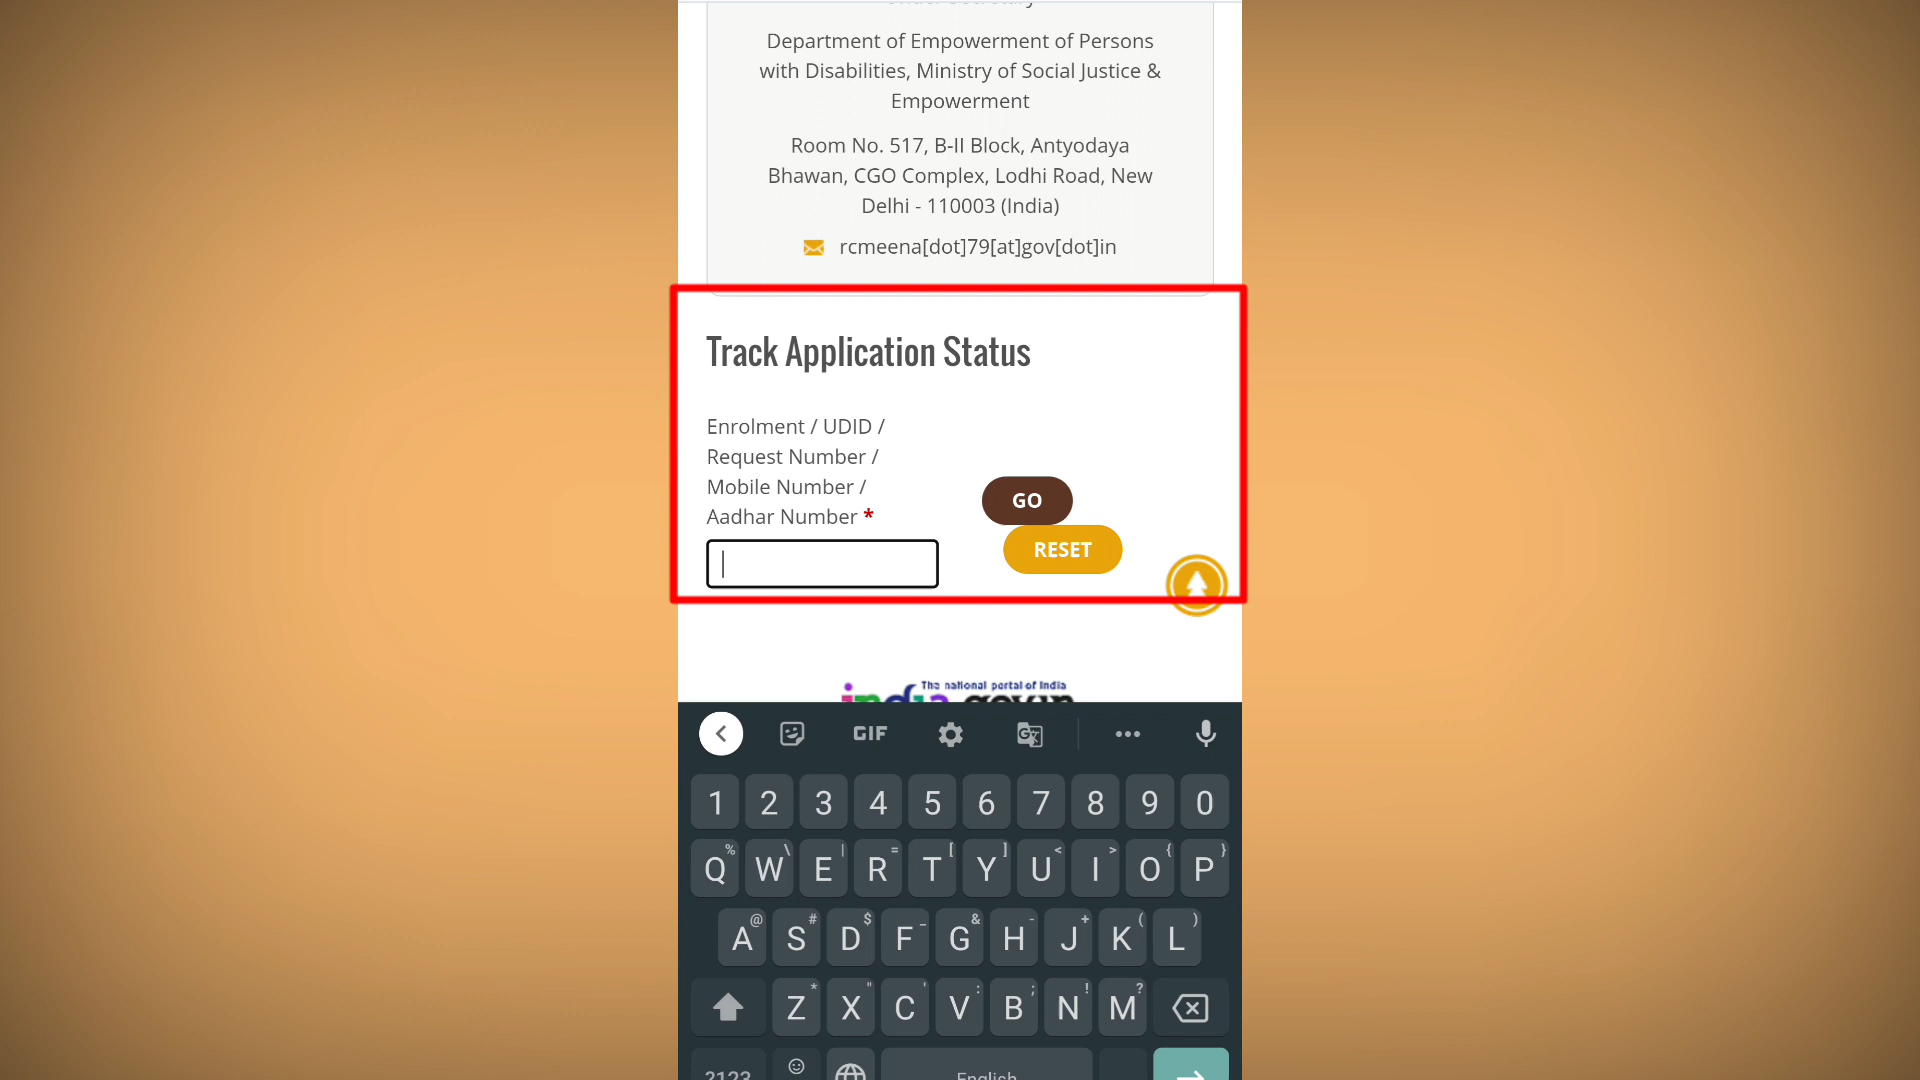 Department of Empowerment of Persons
with Disabilities, Ministry of Social Justice &
Empowerment
Room No. 517, B-II Block, Antyodaya
Bhawan, CGO Complex, Lodhi Road, New
Delhi - 110003 (India)
rcmeena[dot]79[at]gov[dot]in
Track Application Status
Enrolment / UDID /
Request Number /
Mobile Number /
Aadhar Number *
GO
RESET
The national portal of India
GIF
1 2 3 4 5 6 7 8 9 0
% \ | = [ ] < > { }
Q W E R T Y U I O P
@ # $ _ & - + ( )
A S D F G H J K L
* " ' : ; ! ?
Z X C V B N M
?123
English